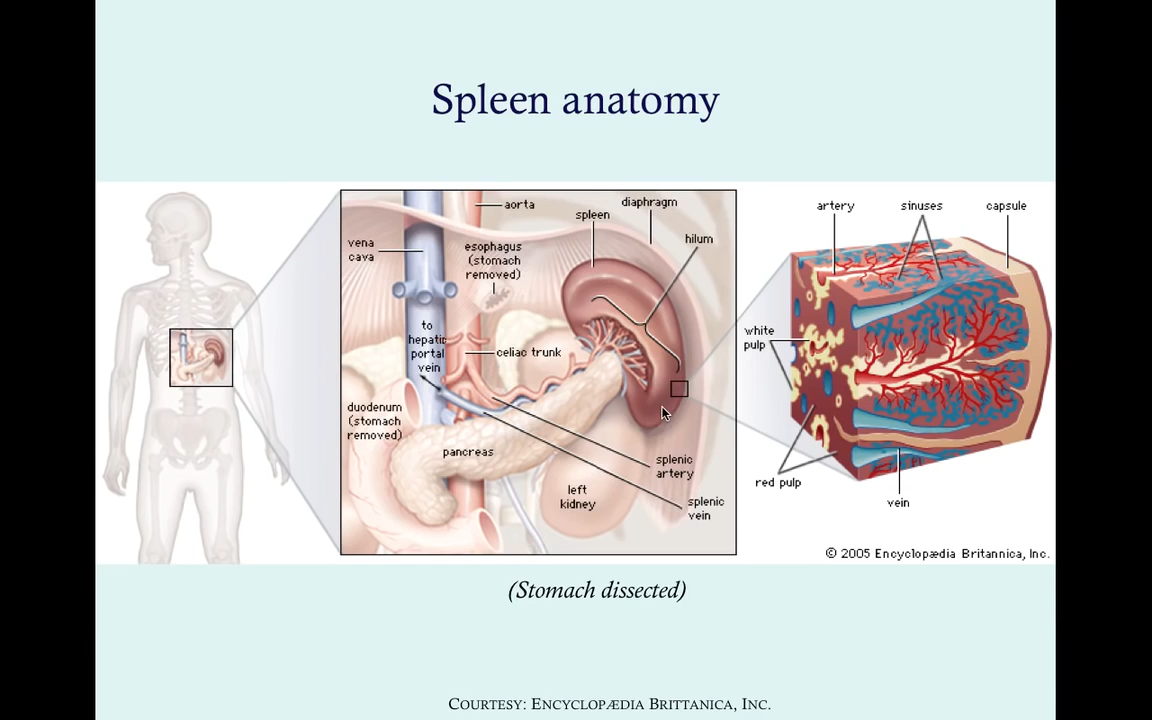 Spleen anatomy
aorta
diaphragm
spleen
hilum
vena
cava
esophagus
(stomach
removed)
to
hepatic
portal
vein
celiac trunk
duodenum
(stomach
removed)
pancreas
left
kidney
splenic
artery
splenic
vein
artery
sinuses
capsule
white
pulp
red pulp
vein
© 2005 Encyclopædia Britannica, Inc.
(Stomach dissected)
COURTESY: ENCYCLOPÆDIA BRITTANICA, INC.